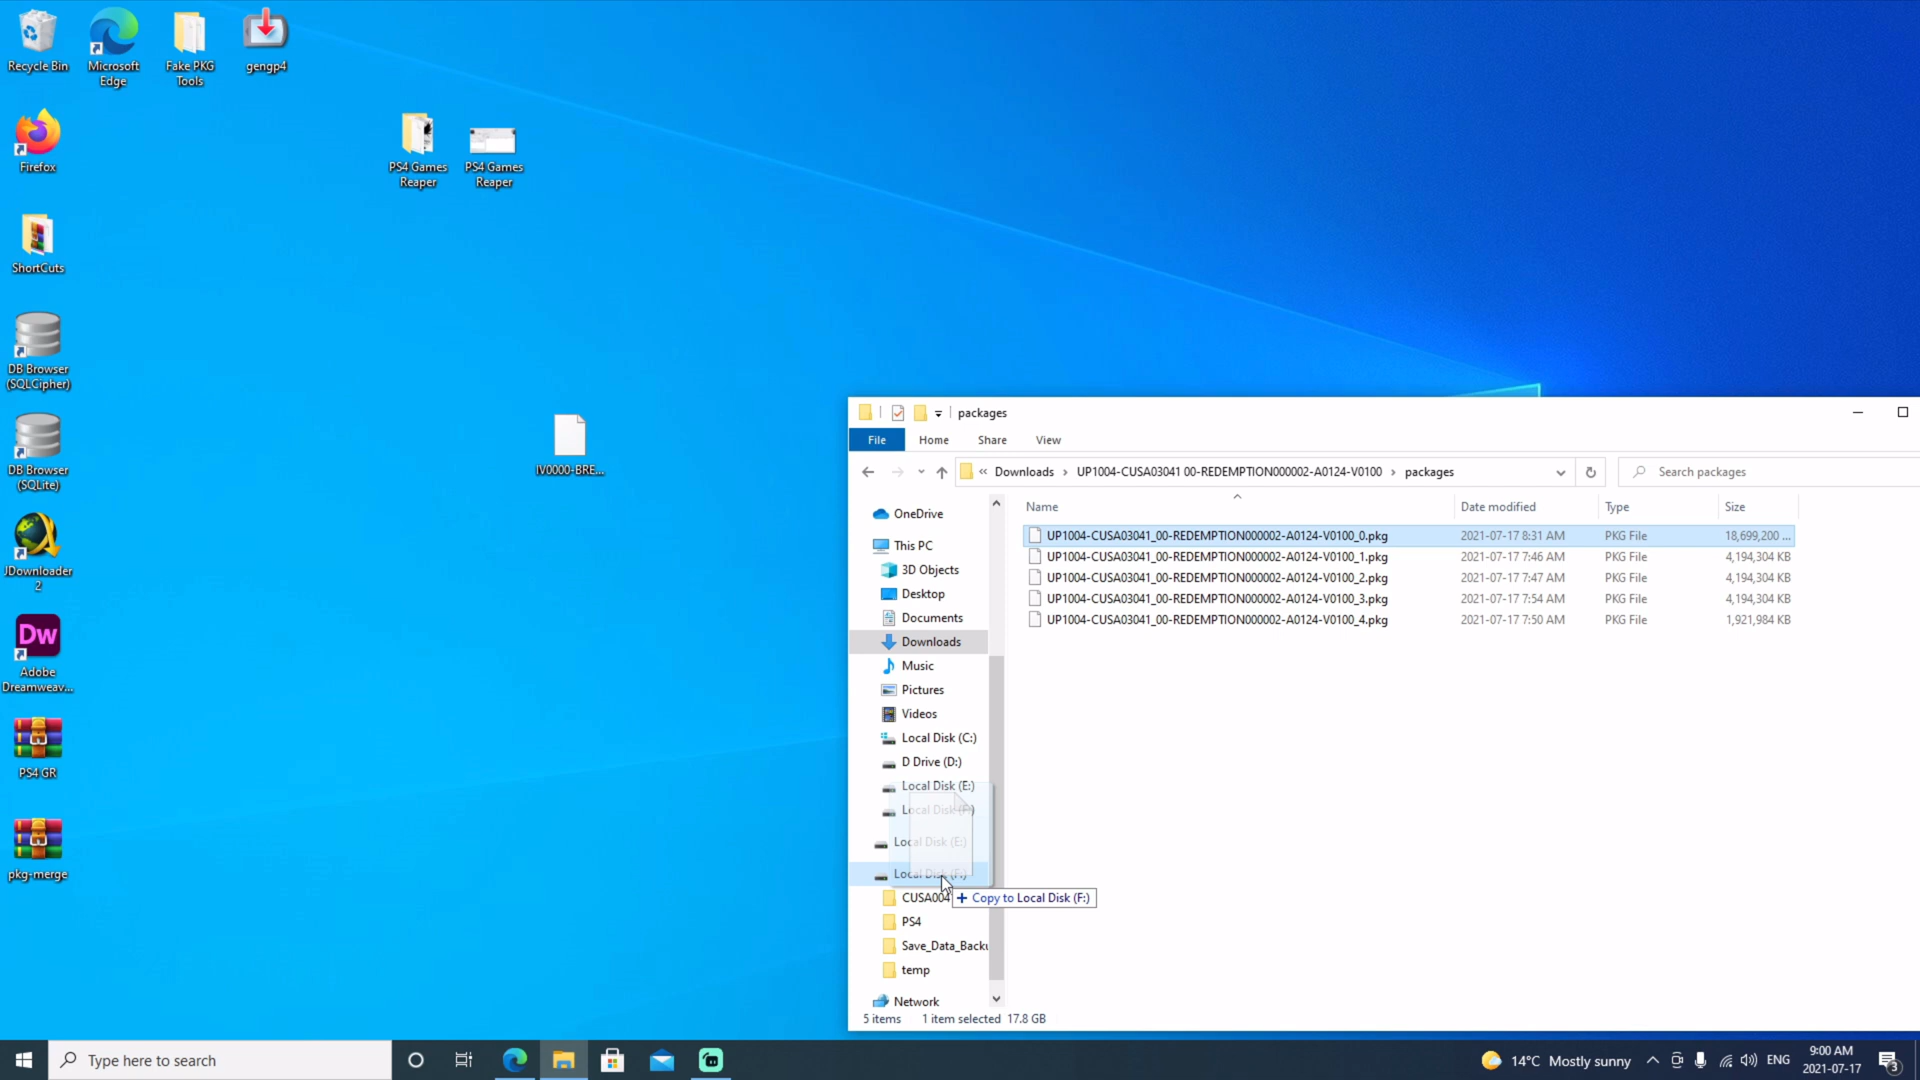 Recycle Bin
Microsoft
Edge
Fake PKG
Tools
gengp4
Firefox
PS4 Games
Reaper
PS4 Games
Reaper
ShortCuts
DB Browser
(SQLCipher)
DB Browser
(SQLite)
IV0000-BRE...
JDownloader
2
Dw
Adobe
Dreamweav...
PS4 GR
pkg-merge
packages
File Home Share View
« Downloads › UP1004-CUSA03041 00-REDEMPTION000002-A0124-V0100 › packages
Search packages
Name Date modified Type Size
UP1004-CUSA03041_00-REDEMPTION000002-A0124-V0100_0.pkg 2021-07-17 8:31 AM PKG File 18,699,200 ...
UP1004-CUSA03041_00-REDEMPTION000002-A0124-V0100_1.pkg 2021-07-17 7:46 AM PKG File 4,194,304 KB
UP1004-CUSA03041_00-REDEMPTION000002-A0124-V0100_2.pkg 2021-07-17 7:47 AM PKG File 4,194,304 KB
UP1004-CUSA03041_00-REDEMPTION000002-A0124-V0100_3.pkg 2021-07-17 7:54 AM PKG File 4,194,304 KB
UP1004-CUSA03041_00-REDEMPTION000002-A0124-V0100_4.pkg 2021-07-17 7:50 AM PKG File 1,921,984 KB
OneDrive
This PC
3D Objects
Desktop
Documents
Downloads
Music
Pictures
Videos
Local Disk (C:)
D Drive (D:)
Local Disk (E:)
Local Disk (F:)
Local Disk (E:)
Local Disk (F:)
CUSA004
+ Copy to Local Disk (F:)
PS4
Save_Data_Backu
temp
Network
5 items 1 item selected 17.8 GB
Type here to search
14°C Mostly sunny
ENG
9:00 AM
2021-07-17
3